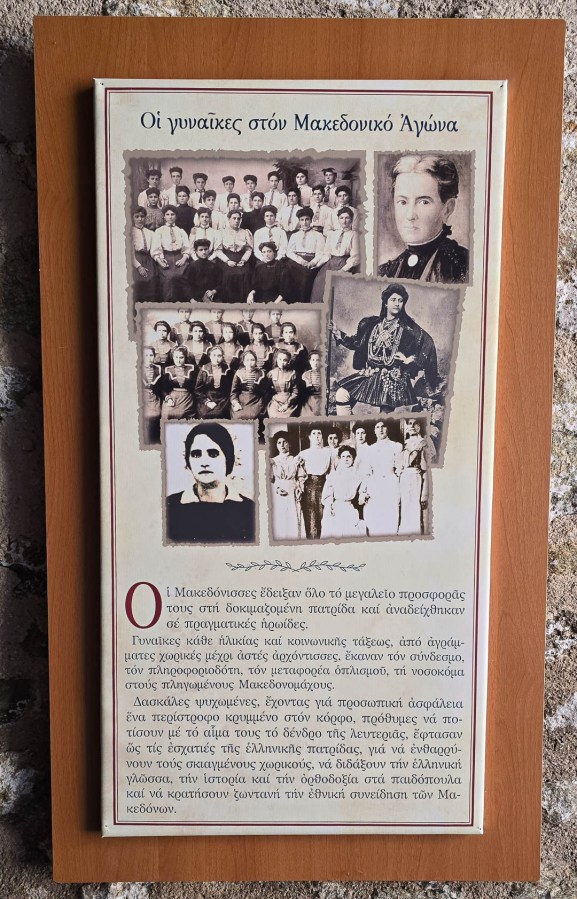 Οἱ γυναῖκες στόν Μακεδονικό Ἀγώνα
Οἱ Μακεδόνισσες ἔδειξαν ὅλο τό μεγαλεῖο προσφορᾶς
τους στή δοκιμαζομένη πατρίδα καί ἀναδείχθηκαν
σέ πραγματικές ἡρωίδες.
Γυναῖκες κάθε ἡλικίας καί κοινωνικῆς τάξεως, ἀπό ἀγράμ-
ματες χωρικές μέχρι ἀστές ἀρχόντισσες, ἔκαναν τόν σύνδεσμο,
τόν πληροφοριοδότη, τόν μεταφορέα ὁπλισμοῦ, τή νοσοκόμα
στούς πληγωμένους Μακεδονομάχους.
Δασκάλες ψυχωμένες, ἔχοντας γιά προσωπική ἀσφάλεια
ἕνα περίστροφο κρυμμένο στόν κόρφο, πρόθυμες νά πο-
τίσουν μέ τό αἷμα τους τό δένδρο τῆς λευτεριᾶς, ἔφτασαν
ὥς τίς ἐσχατιές τῆς ἑλληνικῆς πατρίδας, γιά νά ἐνθαρρύ-
νουν τούς σκιαγμένους χωρικούς, νά διδάξουν τήν ἑλληνική
γλῶσσα, τήν ἱστορία καί τήν ὀρθοδοξία στά παιδόπουλα
καί νά κρατήσουν ζωντανή τήν ἐθνική συνείδηση τῶν Μα-
κεδόνων.